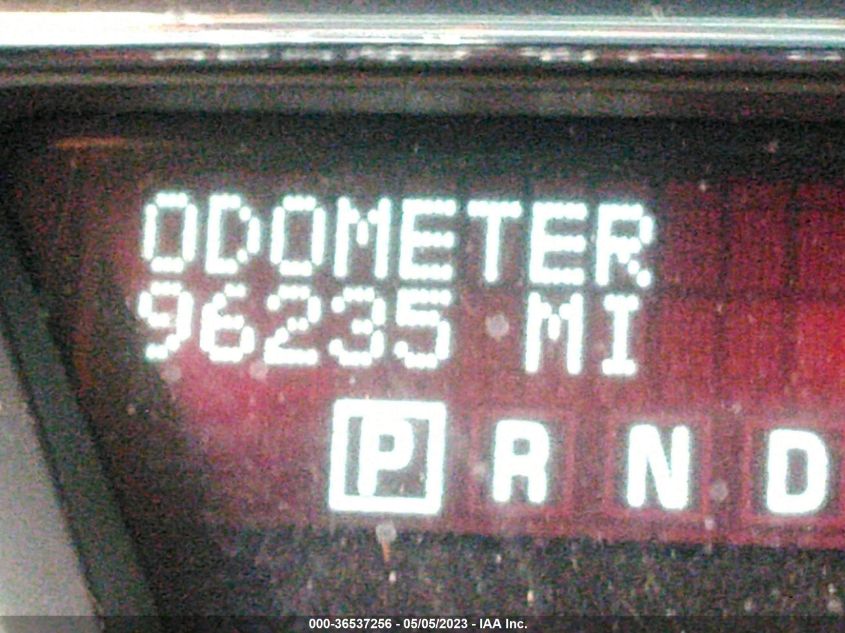 ODOMETER
96235 MI
P R N D
000-36537256 - 05/05/2023 - IAA Inc.